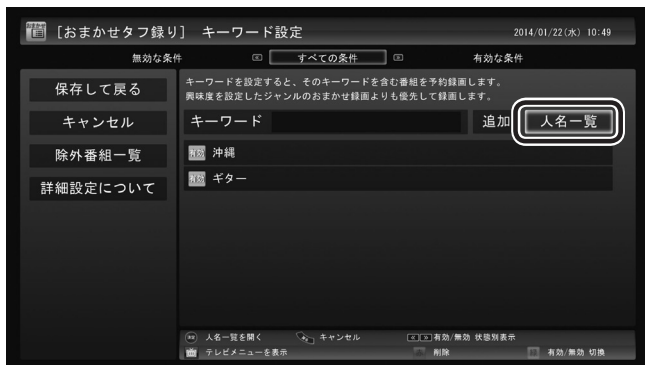 おまかせ
[おまかせタフ録り] キーワード設定
2014/01/22(水) 10:49
無効な条件
すべての条件
有効な条件
保存して戻る
キャンセル
除外番組一覧
詳細設定について
キーワードを設定すると、そのキーワードを含む番組を予約録画します。
興味度を設定したジャンルのおまかせ録画よりも優先して録画します。
キーワード
追加
人名一覧
有効 沖縄
有効 ギター
人名一覧を開く
キャンセル
有効/無効 状態別表示
テレビメニューを表示
削除
有効/無効 切換